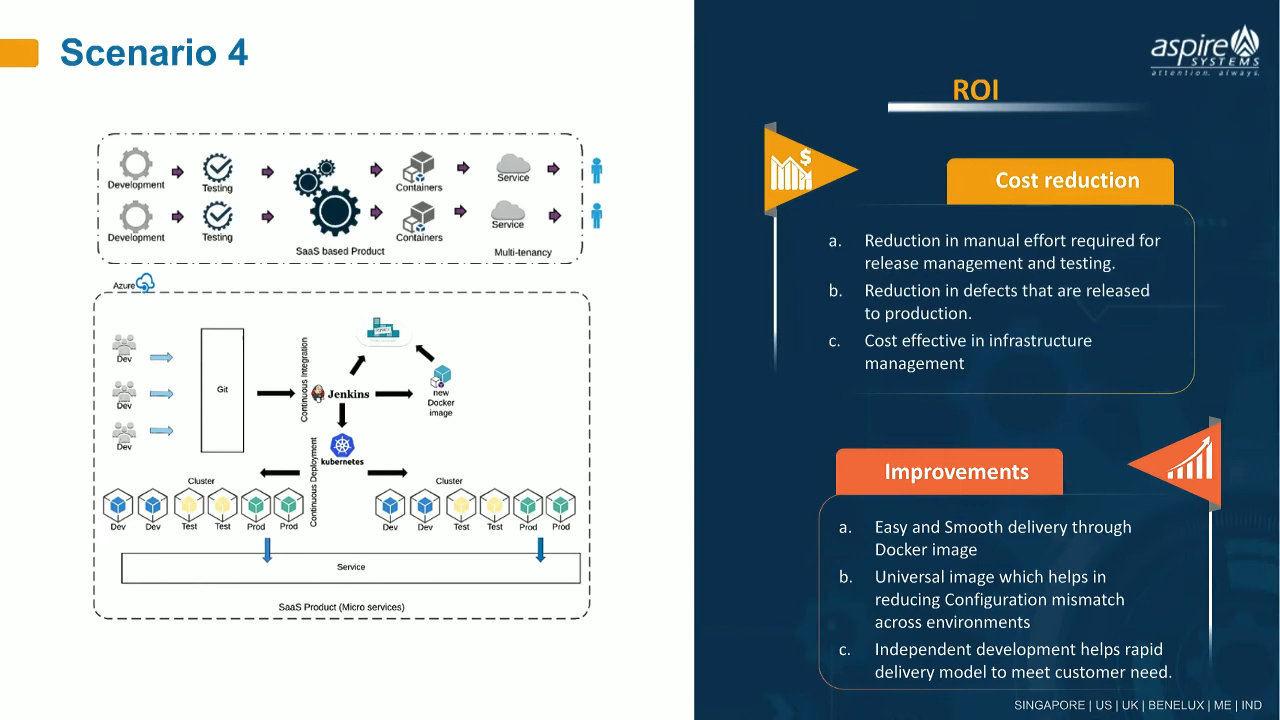 Scenario 4
Development
Testing
Containers
Service
Development
Testing
SaaS based Product
Containers
Service
Multi-tenancy
Azure
Dev
Dev
Dev
Git
Continuous Integration
Jenkins
new
Docker
image
kubernetes
Continuous Deployment
Cluster
Dev
Dev
Test
Test
Prod
Prod
Cluster
Dev
Dev
Test
Test
Prod
Prod
Service
SaaS Product (Micro services)
aspire
SYSTEMS
attention. always.
ROI
$
Cost reduction
a. Reduction in manual effort required for
release management and testing.
b. Reduction in defects that are released
to production.
c. Cost effective in infrastructure
management
Improvements
a. Easy and Smooth delivery through
Docker image
b. Universal image which helps in
reducing Configuration mismatch
across environments
c. Independent development helps rapid
delivery model to meet customer need.
SINGAPORE | US | UK | BENELUX | ME | IND